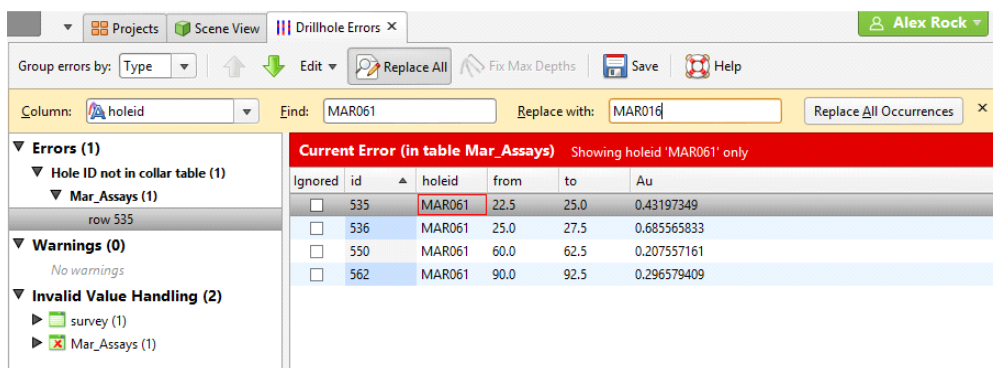 Projects Scene View Drillhole Errors × Alex Rock
Group errors by: Type Edit Replace All Fix Max Depths Save Help
Column: holeid Find: MAR061 Replace with: MAR016 Replace All Occurrences ×
Errors (1)
Hole ID not in collar table (1)
Mar_Assays (1)
row 535
Warnings (0)
No warnings
Invalid Value Handling (2)
survey (1)
Mar_Assays (1)
Current Error (in table Mar_Assays) Showing holeid 'MAR061' only
Ignored id holeid from to Au
535 MAR061 22.5 25.0 0.43197349
536 MAR061 25.0 27.5 0.685565833
550 MAR061 60.0 62.5 0.207557161
562 MAR061 90.0 92.5 0.296579409